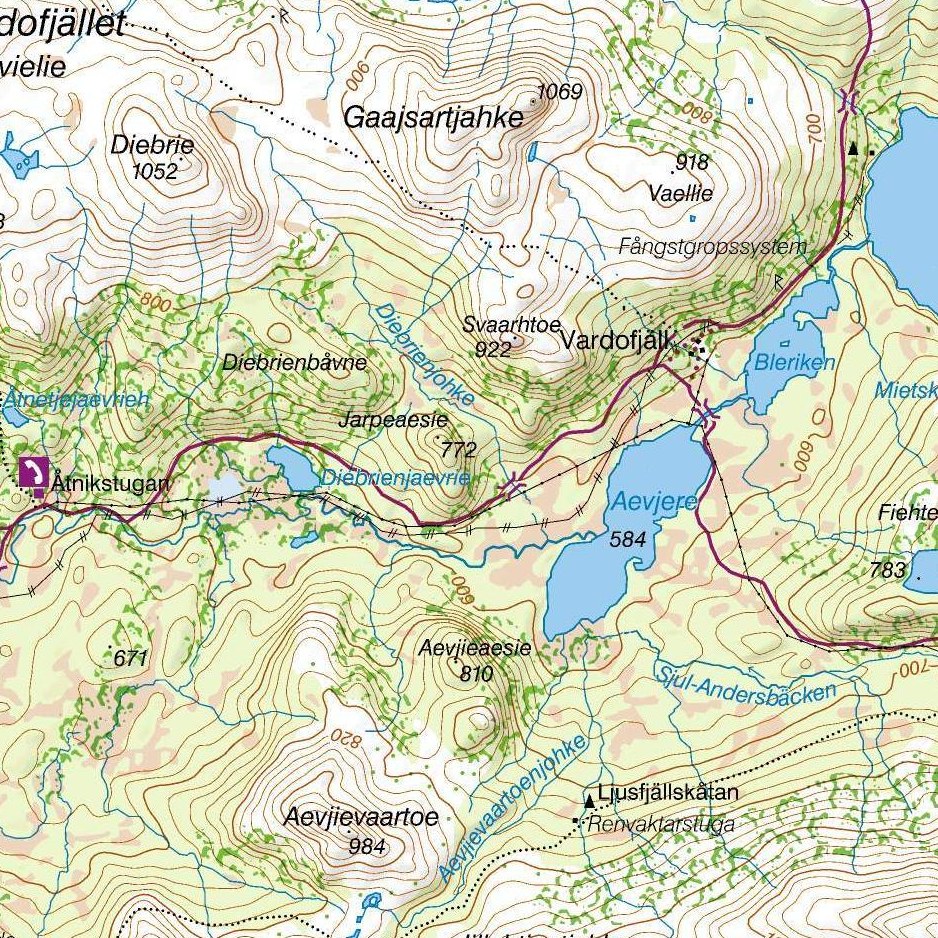 dofjället
vielie
1069
900
Gaajsartjahke
800
700
Diebrie
1052
918
Vaellie
Fångstgropssystem
800
Diebrienjohke
Svaarhtoe
922
Vardofjäll
Diebrienbåvne
Bleriken
Åtnetjejaevrieh
Mietsk
Jarpeaesie
772
600
Diebrienjaevrie
Åtnikstugan
Aevjere
Fiehte
584
783
600
Aevjieaesie
810
671
700
Sjul-Andersbäcken
820
Aevjievaartoenjohke
Ljusfjällskåtan
Renvaktarstuga
Aevjievaartoe
984